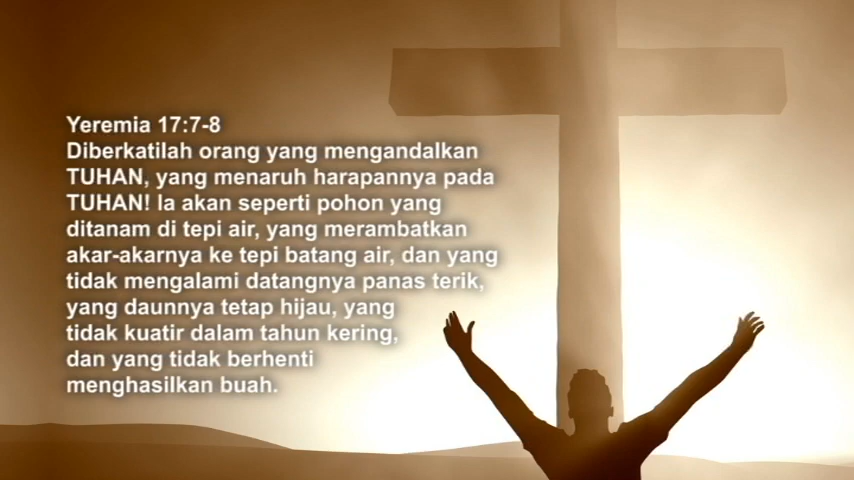 Yeremia 17:7-8
Diberkatilah orang yang mengandalkan
TUHAN, yang menaruh harapannya pada
TUHAN! Ia akan seperti pohon yang
ditanam di tepi air, yang merambatkan
akar-akarnya ke tepi batang air, dan yang
tidak mengalami datangnya panas terik,
yang daunnya tetap hijau, yang
tidak kuatir dalam tahun kering,
dan yang tidak berhenti
menghasilkan buah.